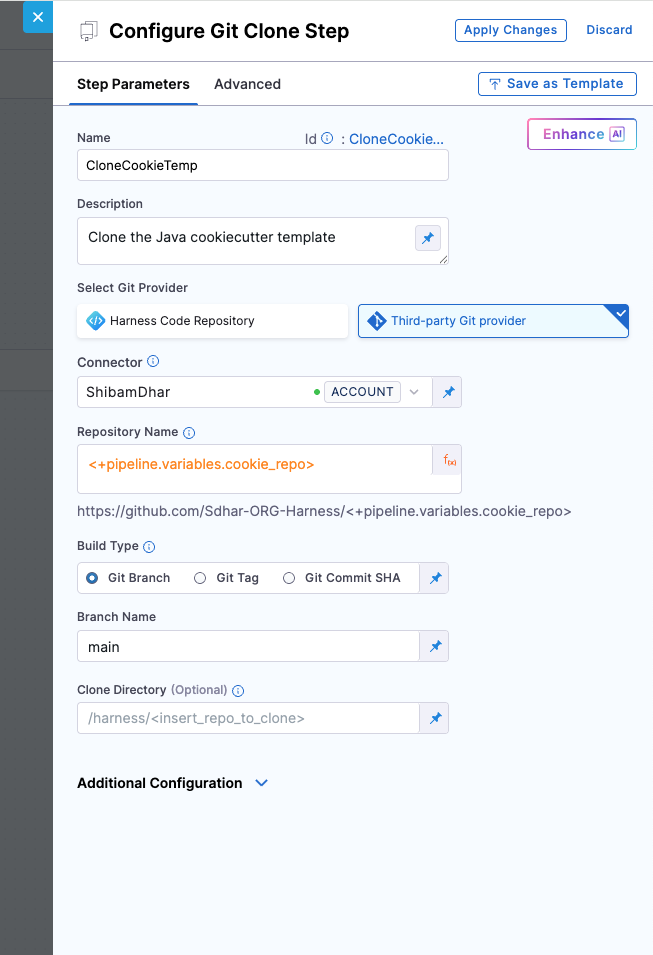 Configure Git Clone Step
Apply Changes
Discard
Step Parameters
Advanced
Save as Template
Enhance AI
Name
Id : CloneCookie...
CloneCookieTemp
Description
Clone the Java cookiecutter template
Select Git Provider
Harness Code Repository
Third-party Git provider
Connector
ShibamDhar
ACCOUNT
Repository Name
<+pipeline.variables.cookie_repo>
f(x)
https://github.com/Sdhar-ORG-Harness/<+pipeline.variables.cookie_repo>
Build Type
Git Branch
Git Tag
Git Commit SHA
Branch Name
main
Clone Directory (Optional)
/harness/<insert_repo_to_clone>
Additional Configuration